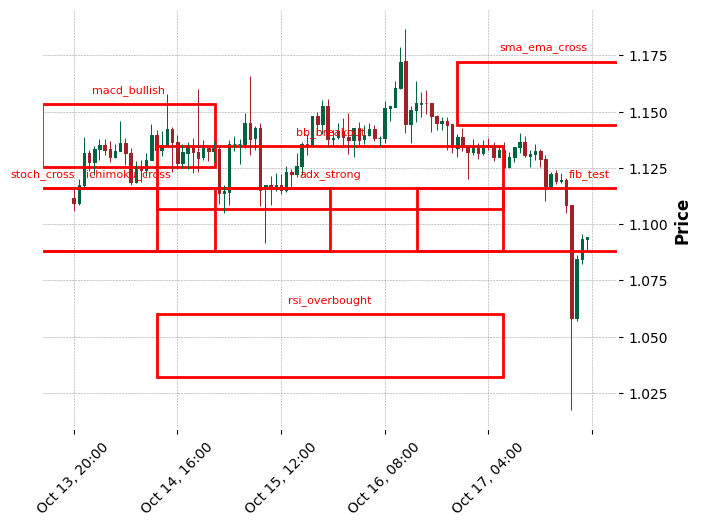 sma_ema_cross
1.175
macd_bullish
1.150
bb_breakout
stoch_cross
ichimoku_cross
adx_strong
fib_test
1.125
1.100
Price
1.075
rsi_overbought
1.050
1.025
Oct 13, 20:00
Oct 14, 16:00
Oct 15, 12:00
Oct 16, 08:00
Oct 17, 04:00